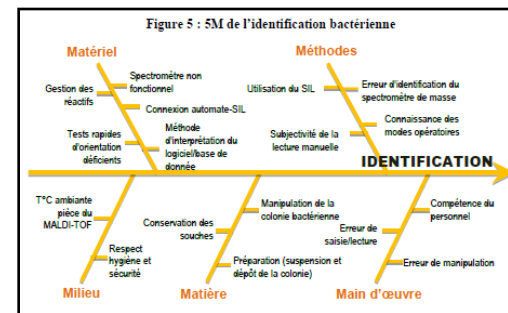 Figure 5 : 5M de l'identification bactérienne
Matériel
Méthodes
Gestion des
réactifs
Spectromètre non
fonctionnel
Connexion automate-SIL
Tests rapides
d'orientation
déficients
Méthode
d'interprétation du
logiciel/base de
donnée
Utilisation du SIL
Erreur d'identification du
spectromètre de masse
Connaissance des
modes opératoires
Subjectivité de la
lecture manuelle
IDENTIFICATION
T°C ambiante
pièce du
MALDI-TOF
Respect
hygiène et
sécurité
Conservation des
souches
Manipulation de la
colonie bactérienne
Préparation (suspension et
dépôt de la colonie)
Compétence du
personnel
Erreur de
saisie/lecture
Erreur de manipulation
Milieu
Matière
Main d'œuvre